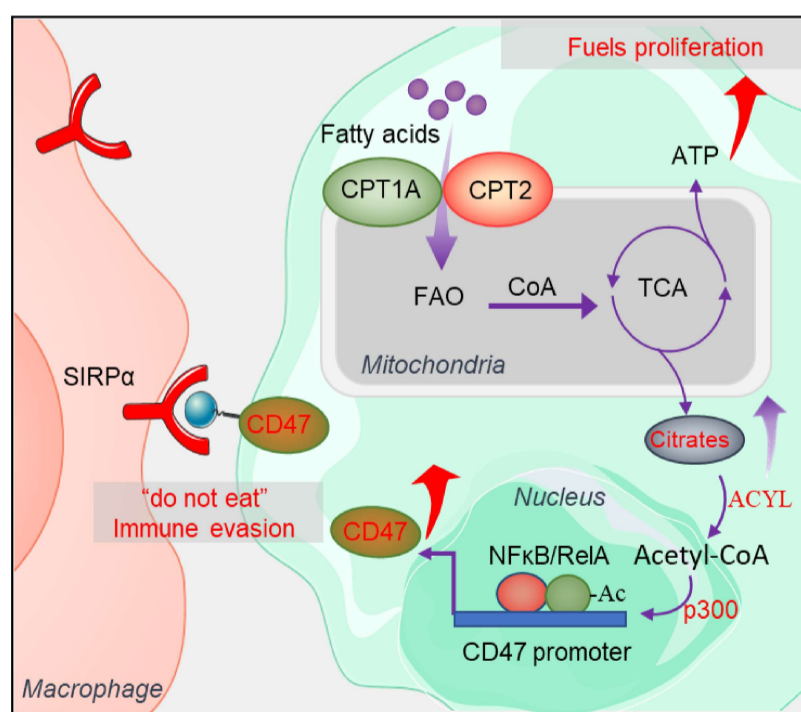 Fuels proliferation
Fatty acids
ATP
CPT1A
CPT2
FAO
CoA
TCA
Mitochondria
SIRPα
CD47
Citrates
"do not eat"
Immune evasion
CD47
Nucleus
ACYL
NFκB/RelA
Acetyl-CoA
-Ac
p300
CD47 promoter
Macrophage